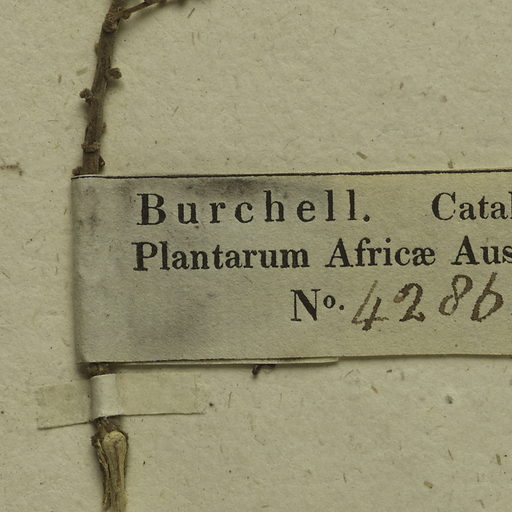 Burchell. Catal
Plantarum Africæ Aus
No. 4286